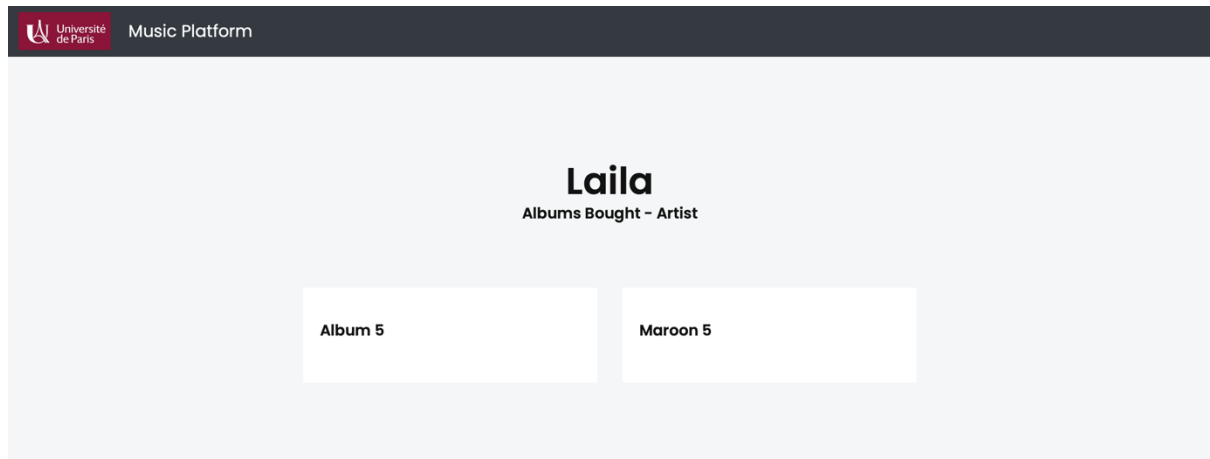 Université
de Paris
Music Platform
Laila
Albums Bought - Artist
Album 5
Maroon 5